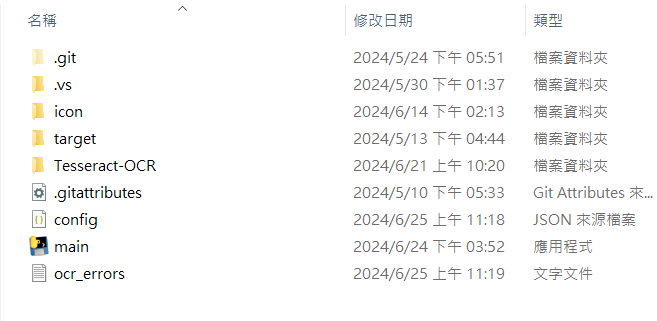 名稱 修改日期 類型
.git 2024/5/24 下午 05:51 檔案資料夾
.vs 2024/5/30 下午 01:37 檔案資料夾
icon 2024/6/14 下午 02:13 檔案資料夾
target 2024/5/13 下午 04:44 檔案資料夾
Tesseract-OCR 2024/6/21 上午 10:20 檔案資料夾
.gitattributes 2024/5/10 下午 05:33 Git Attributes 來...
config 2024/6/25 上午 11:18 JSON 來源檔案
main 2024/6/24 下午 03:52 應用程式
ocr_errors 2024/6/25 上午 11:19 文字文件